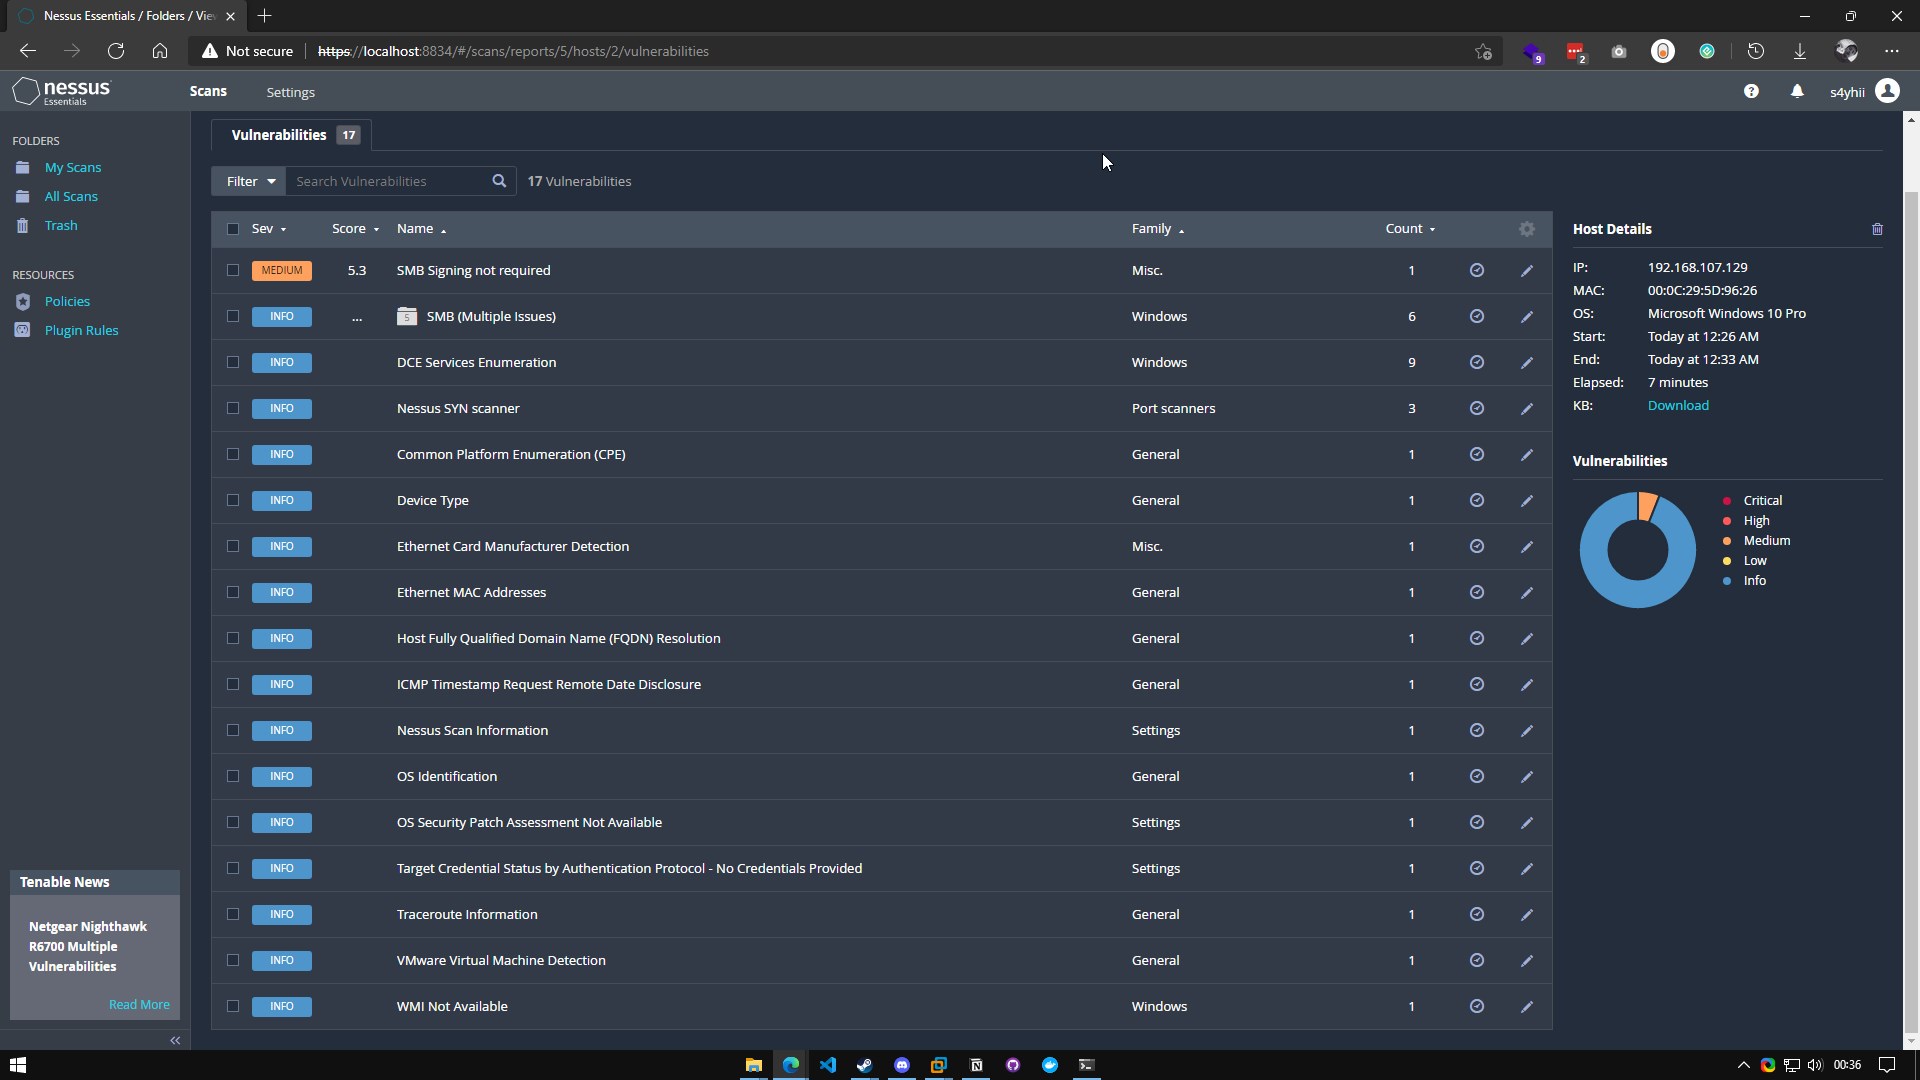 Nessus Essentials / Folders / Vie
Not secure
https://localhost:8834/#/scans/reports/5/hosts/2/vulnerabilities
9
2
nessus
Essentials
Scans
Settings
s4yhii
FOLDERS
My Scans
All Scans
Trash
RESOURCES
Policies
Plugin Rules
Tenable News
Netgear Nighthawk
R6700 Multiple
Vulnerabilities
Read More
Vulnerabilities 17
Filter
Search Vulnerabilities
17 Vulnerabilities
Sev Score Name Family Count
MEDIUM 5.3 SMB Signing not required Misc. 1
INFO ... 5 SMB (Multiple Issues) Windows 6
INFO DCE Services Enumeration Windows 9
INFO Nessus SYN scanner Port scanners 3
INFO Common Platform Enumeration (CPE) General 1
INFO Device Type General 1
INFO Ethernet Card Manufacturer Detection Misc. 1
INFO Ethernet MAC Addresses General 1
INFO Host Fully Qualified Domain Name (FQDN) Resolution General 1
INFO ICMP Timestamp Request Remote Date Disclosure General 1
INFO Nessus Scan Information Settings 1
INFO OS Identification General 1
INFO OS Security Patch Assessment Not Available Settings 1
INFO Target Credential Status by Authentication Protocol - No Credentials Provided Settings 1
INFO Traceroute Information General 1
INFO VMware Virtual Machine Detection General 1
INFO WMI Not Available Windows 1
Host Details
IP: 192.168.107.129
MAC: 00:0C:29:5D:96:26
OS: Microsoft Windows 10 Pro
Start: Today at 12:26 AM
End: Today at 12:33 AM
Elapsed: 7 minutes
KB: Download
Vulnerabilities
Critical
High
Medium
Low
Info
00:36